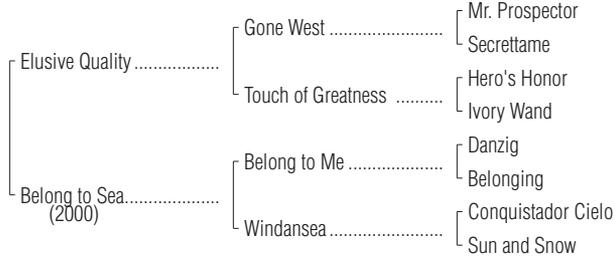 Mr. Prospector
Gone West ....................
Secrettame
Elusive Quality ...............
Hero's Honor
Touch of Greatness ........
Ivory Wand
Danzig
Belong to Me ................
Belonging
Belong to Sea................
(2000)
Conquistador Cielo
Windansea ....................
Sun and Snow